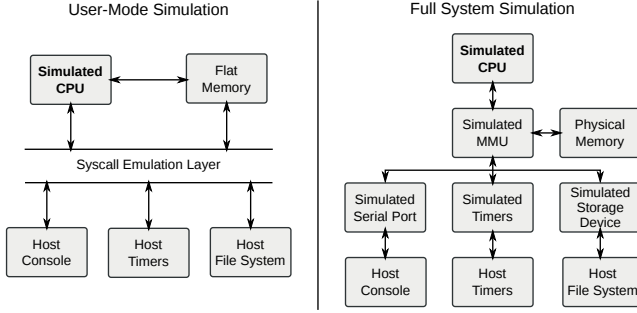 User-Mode Simulation
Simulated
CPU
Flat
Memory
Syscall Emulation Layer
Host
Console
Host
Timers
Host
File System
Full System Simulation
Simulated
CPU
Simulated
MMU
Physical
Memory
Simulated
Serial Port
Simulated
Timers
Simulated
Storage
Device
Host
Console
Host
Timers
Host
File System